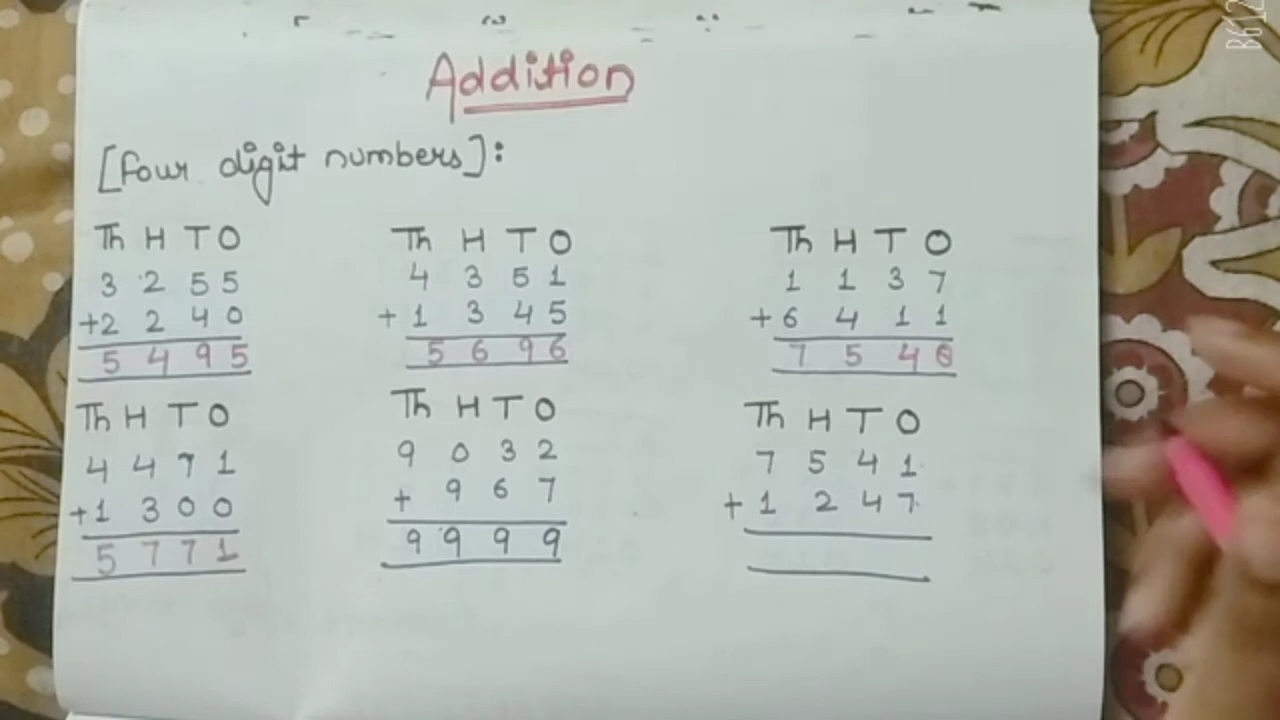 Addition
[Four digit numbers]:
Th H T O
3 2 5 5
+2 2 4 0
5 4 9 5
Th H T O
4 3 5 1
+ 1 3 4 5
5 6 9 6
Th H T O
1 1 3 7
+ 6 4 1 1
7 5 4 8
Th H T O
4 4 7 1
+1 3 0 0
5 7 7 1
Th H T O
9 0 3 2
+ 9 6 7
9 9 9 9
Th H T O
7 5 4 1
+ 1 2 4 7
B612